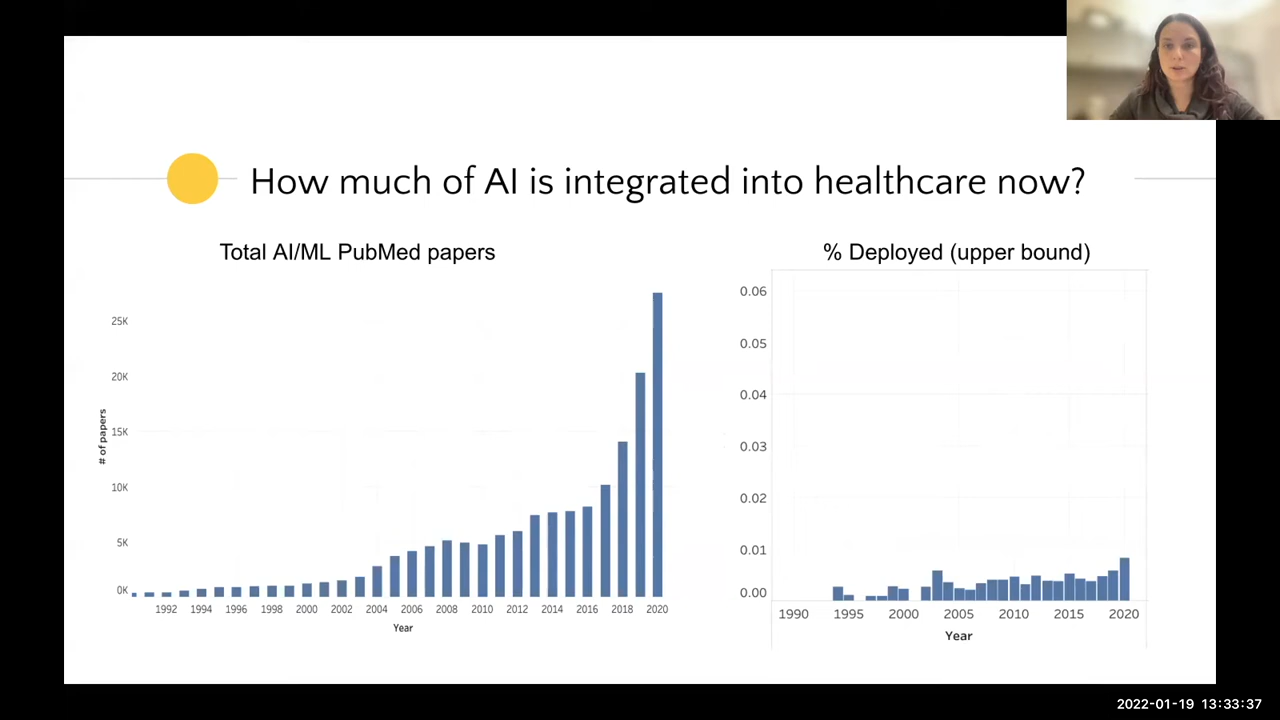 How much of AI is integrated into healthcare now?
Total AI/ML PubMed papers
25K
20K
15K
10K
5K
0K
# of papers
1992 1994 1996 1998 2000 2002 2004 2006 2008 2010 2012 2014 2016 2018 2020
Year
% Deployed (upper bound)
0.06
0.05
0.04
0.03
0.02
0.01
0.00
1990 1995 2000 2005 2010 2015 2020
Year
2022-01-19 13:33:37